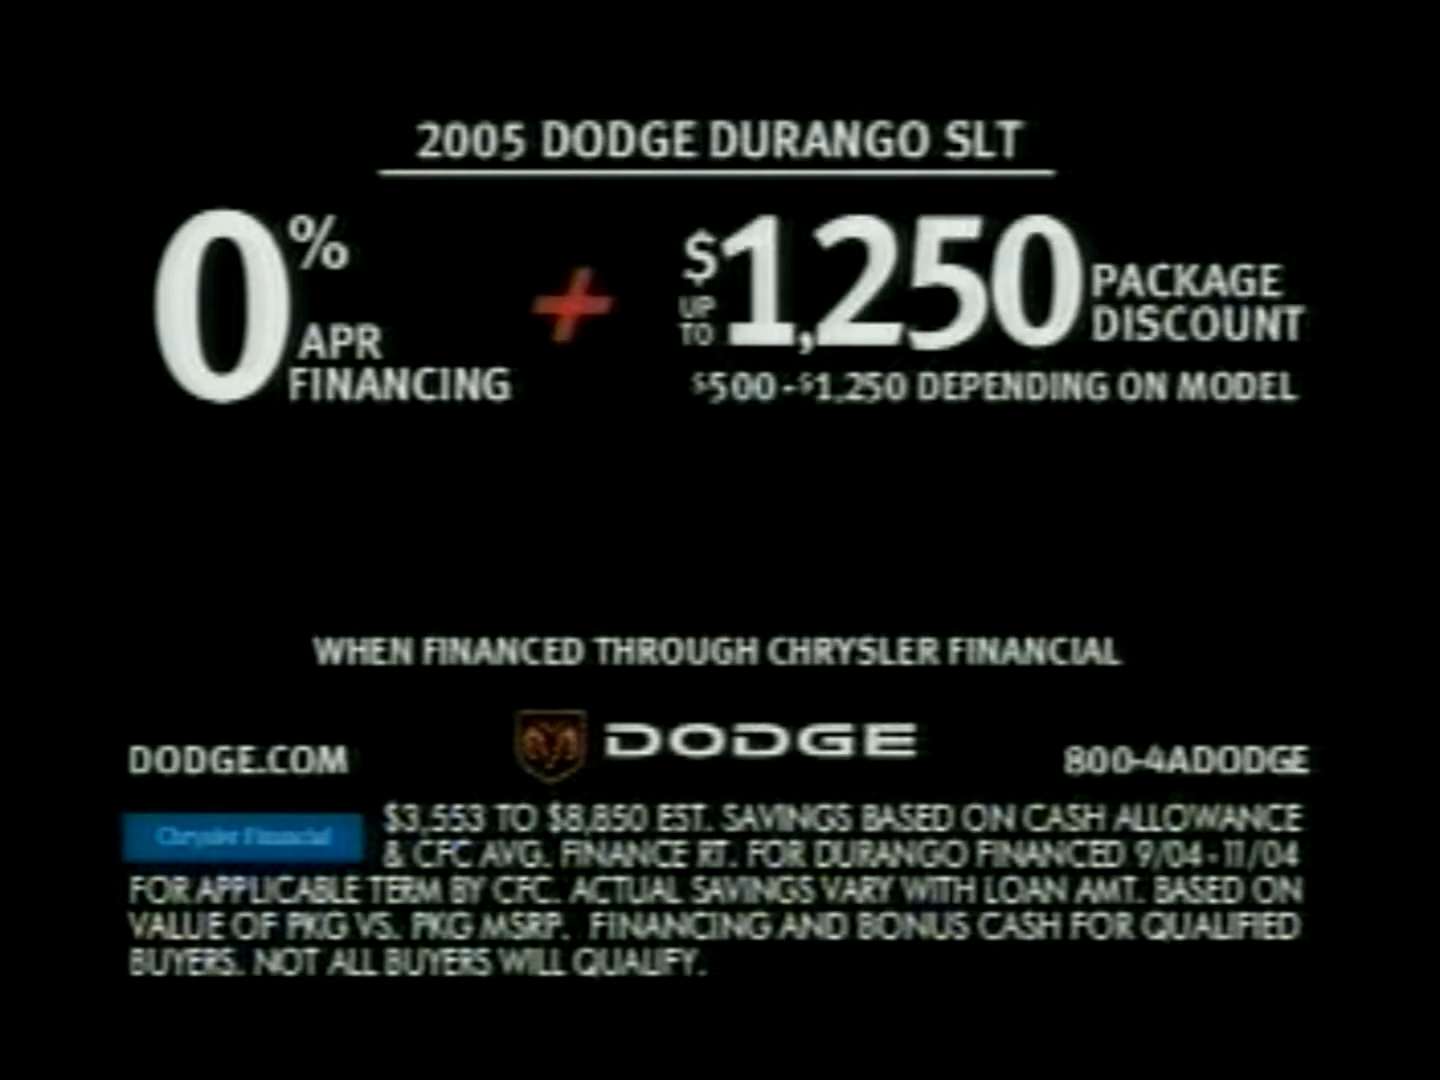 2005 DODGE DURANGO SLT
0% APR FINANCING + UP TO $1,250 PACKAGE DISCOUNT
$500-$1,250 DEPENDING ON MODEL
WHEN FINANCED THROUGH CHRYSLER FINANCIAL
DODGE.COM DODGE 800-4ADODGE
Chrysler Financial $3,553 TO $8,850 EST. SAVINGS BASED ON CASH ALLOWANCE
& CFC AVG. FINANCE RT. FOR DURANGO FINANCED 9/04-11/04
FOR APPLICABLE TERM BY CFC. ACTUAL SAVINGS VARY WITH LOAN AMT. BASED ON
VALUE OF PKG VS. PKG MSRP. FINANCING AND BONUS CASH FOR QUALIFIED
BUYERS. NOT ALL BUYERS WILL QUALIFY.